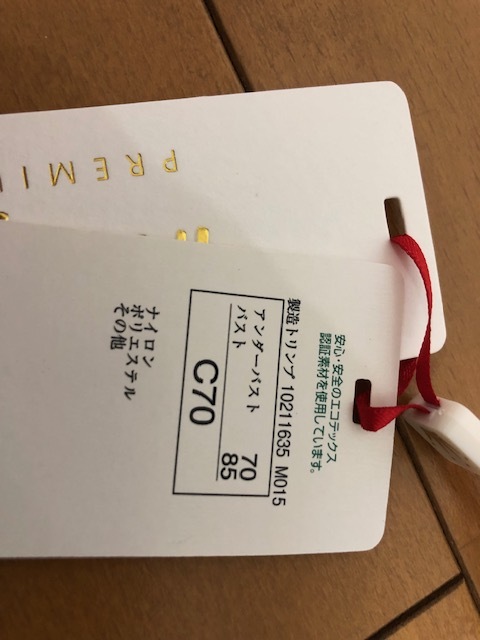 PREMI
安心・安全のエコテックス
認証素材を使用しています。
製造トリンプ 10211635 M015
アンダーバスト 70
バスト 85
C70
ナイロン
ポリエステル
その他